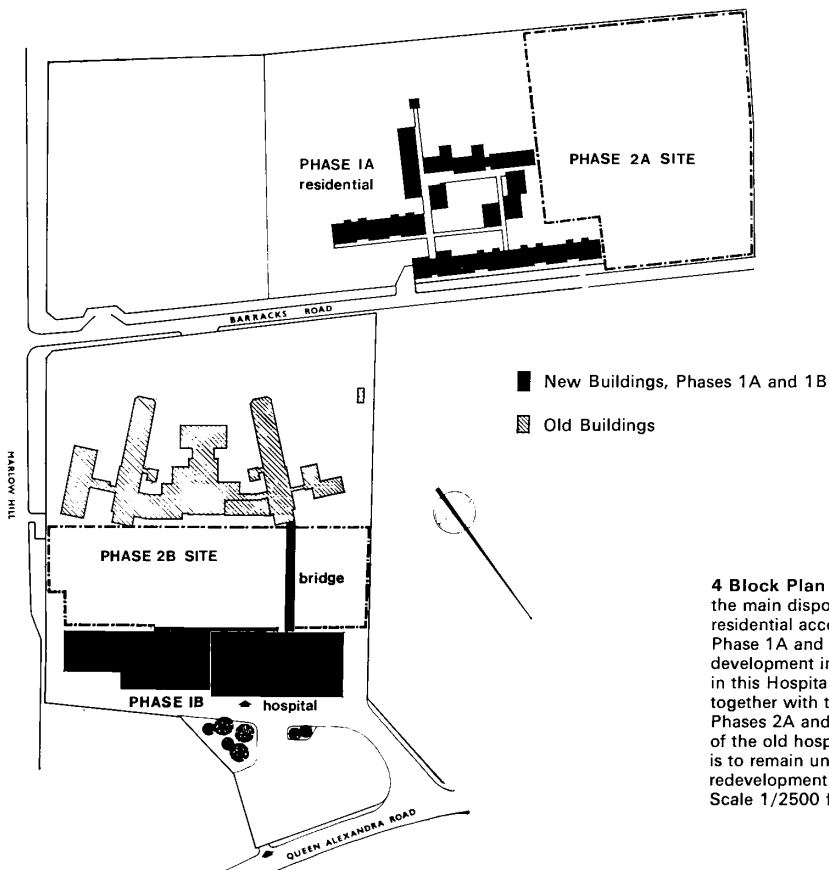 PHASE IA
residential
PHASE 2A SITE
BARRACKS ROAD
New Buildings, Phases 1A and 1B
Old Buildings
MARLOW HILL
PHASE 2B SITE
bridge
PHASE IB
hospital
QUEEN ALEXANDRA ROAD
4 Block Plan
the main dispo
residential acc
Phase 1A and
development in
in this Hospita
together with t
Phases 2A and
of the old hosp
is to remain un
redevelopment
Scale 1/2500 f